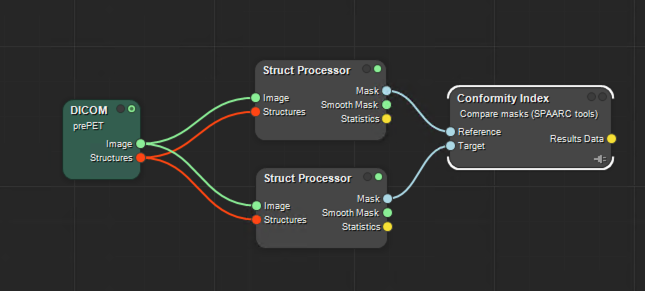 DICOM
prePET
Image
Structures
Struct Processor
Mask
Image
Smooth Mask
Structures
Statistics
Struct Processor
Mask
Image
Smooth Mask
Structures
Statistics
Conformity Index
Compare masks (SPAARC tools)
Reference
Results Data
Target